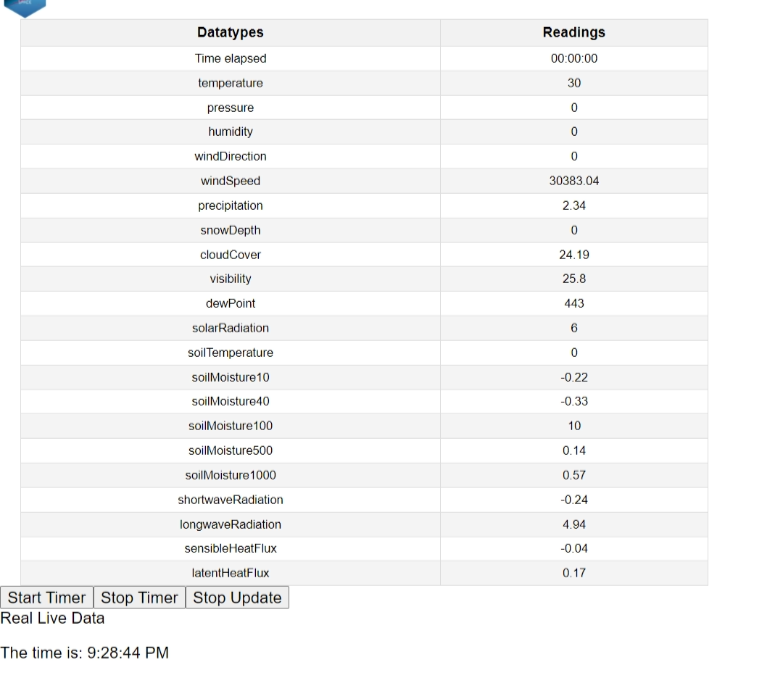 Datatypes Readings
Time elapsed 00:00:00
temperature 30
pressure 0
humidity 0
windDirection 0
windSpeed 30383.04
precipitation 2.34
snowDepth 0
cloudCover 24.19
visibility 25.8
dewPoint 443
solarRadiation 6
soilTemperature 0
soilMoisture10 -0.22
soilMoisture40 -0.33
soilMoisture100 10
soilMoisture500 0.14
soilMoisture1000 0.57
shortwaveRadiation -0.24
longwaveRadiation 4.94
sensibleHeatFlux -0.04
latentHeatFlux 0.17
Start Timer Stop Timer Stop Update
Real Live Data
The time is: 9:28:44 PM